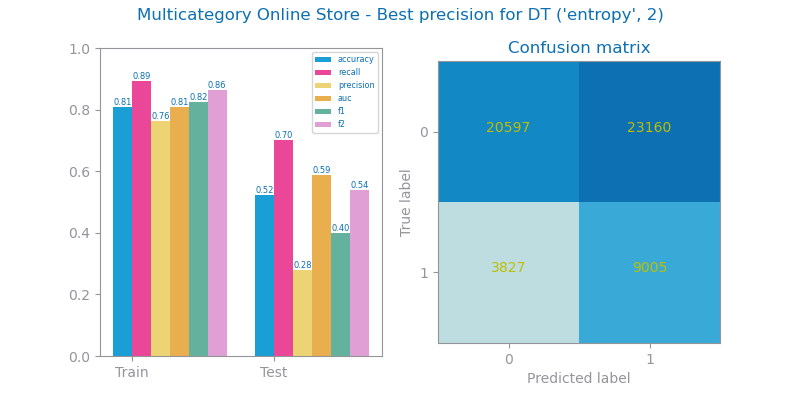 Multicategory Online Store - Best precision for DT ('entropy', 2)
1.0
0.8
0.6
0.4
0.2
0.0
0.81
0.89
0.76
0.81
0.82
0.86
0.52
0.70
0.28
0.59
0.40
0.54
accuracy
recall
precision
auc
f1
f2
Train
Test
Confusion matrix
True label
0
1
20597
23160
3827
9005
0
1
Predicted label